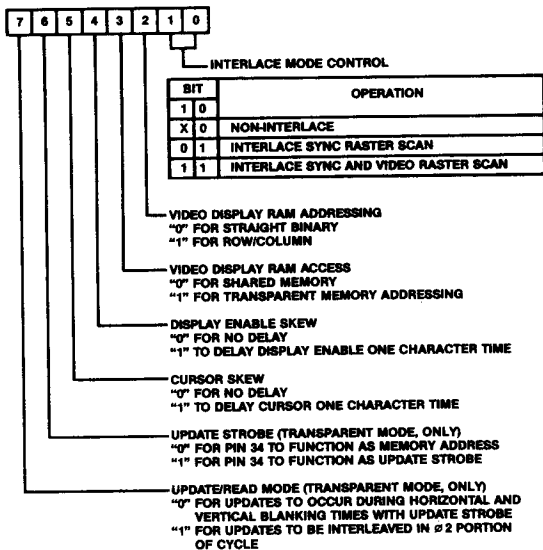 7 6 5 4 3 2 1 0
INTERLACE MODE CONTROL
BIT OPERATION
1 0
X 0 NON-INTERLACE
0 1 INTERLACE SYNC RASTER SCAN
1 1 INTERLACE SYNC AND VIDEO RASTER SCAN
VIDEO DISPLAY RAM ADDRESSING
"0" FOR STRAIGHT BINARY
"1" FOR ROW/COLUMN
VIDEO DISPLAY RAM ACCESS
"0" FOR SHARED MEMORY
"1" FOR TRANSPARENT MEMORY ADDRESSING
DISPLAY ENABLE SKEW
"0" FOR NO DELAY
"1" TO DELAY DISPLAY ENABLE ONE CHARACTER TIME
CURSOR SKEW
"0" FOR NO DELAY
"1" TO DELAY CURSOR ONE CHARACTER TIME
UPDATE STROBE (TRANSPARENT MODE, ONLY)
"0" FOR PIN 34 TO FUNCTION AS MEMORY ADDRESS
"1" FOR PIN 34 TO FUNCTION AS UPDATE STROBE
UPDATE/READ MODE (TRANSPARENT MODE, ONLY)
"0" FOR UPDATES TO OCCUR DURING HORIZONTAL AND
VERTICAL BLANKING TIMES WITH UPDATE STROBE
"1" FOR UPDATES TO BE INTERLEAVED IN ø 2 PORTION
OF CYCLE